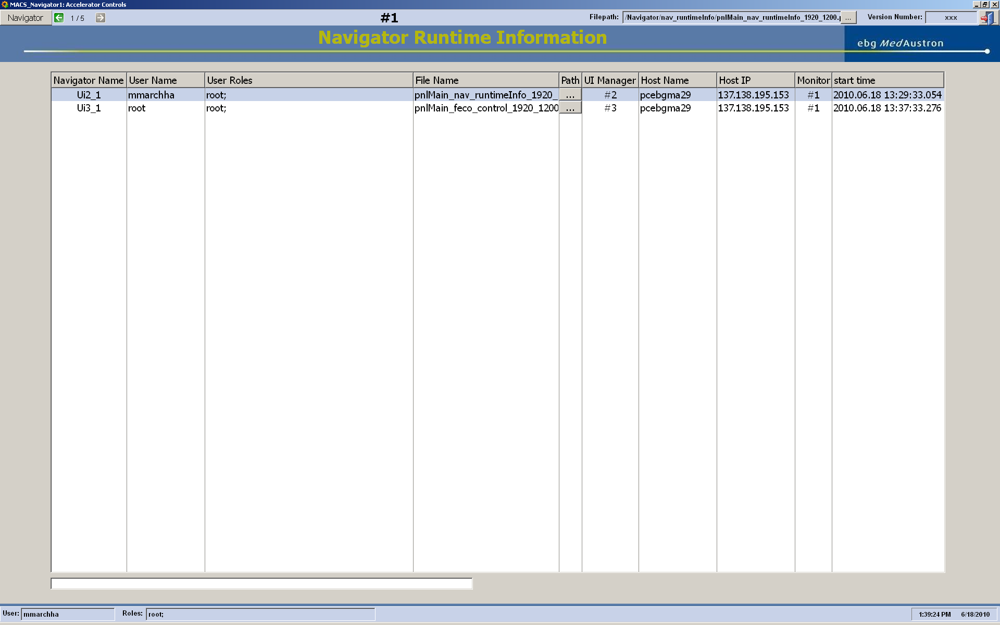 MACS_Navigator1: Accelerator Controls
Navigator 1 / 5 #1 Filepath: /Navigator/nav_runtimeInfo/pnlMain_nav_runtimeInfo_1920_1200. ... Version Number: xxx
Navigator Runtime Information
ebg MedAustron
Navigator Name User Name User Roles File Name Path UI Manager Host Name Host IP Monitor start time
Ui2_1 mmarchha root; pnlMain_nav_runtimeInfo_1920_ ... #2 pcebgma29 137.138.195.153 #1 2010.06.18 13:29:33.054
Ui3_1 root root; pnlMain_feco_control_1920_1200 ... #3 pcebgma29 137.138.195.153 #1 2010.06.18 13:37:33.276
User: mmarchha Roles: root; 1:39:24 PM 6/18/2010